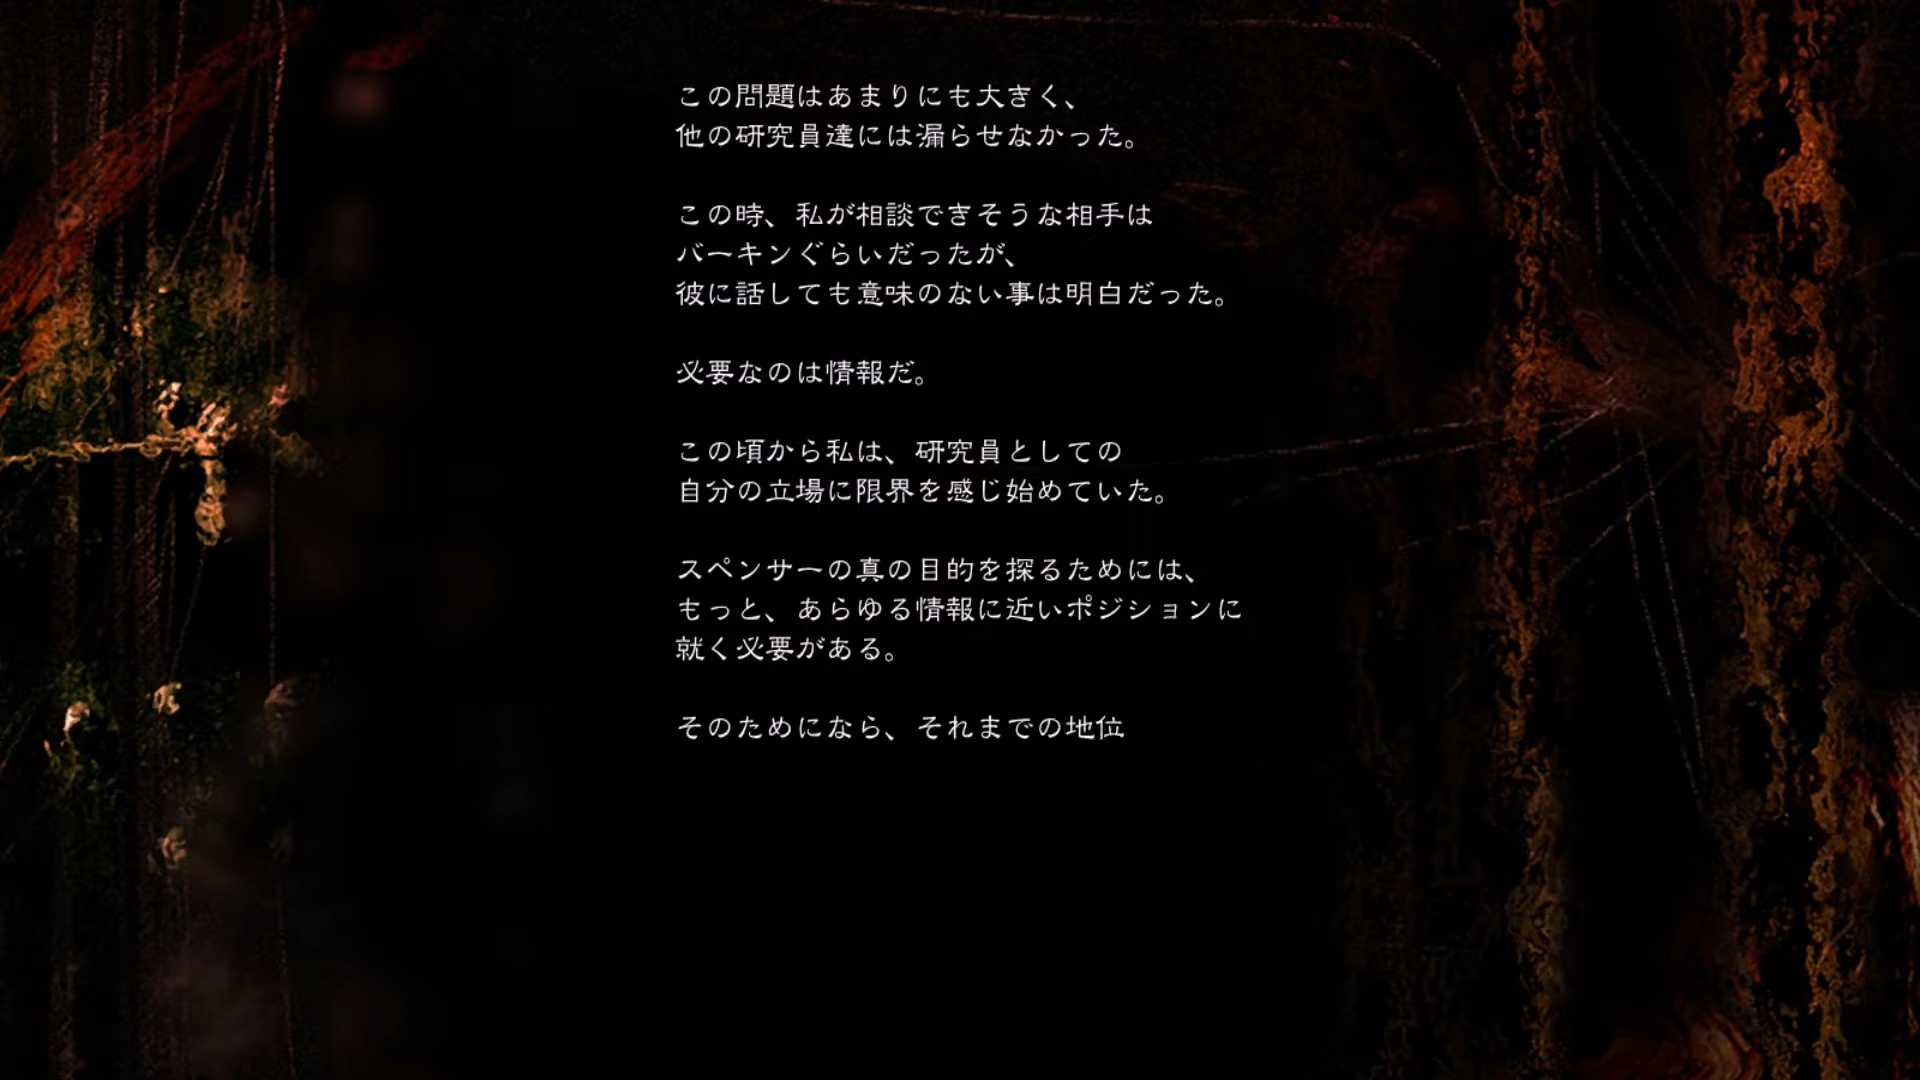 この問題はあまりにも大きく、
他の研究員達には漏らせなかった。
この時、私が相談できそうな相手は
バーキンぐらいだったが、
彼に話しても意味のない事は明白だった。
必要なのは情報だ。
この頃から私は、研究員としての
自分の立場に限界を感じ始めていた。
スペンサーの真の目的を探るためには、
もっと、あらゆる情報に近いポジションに
就く必要がある。
そのためになら、それまでの地位